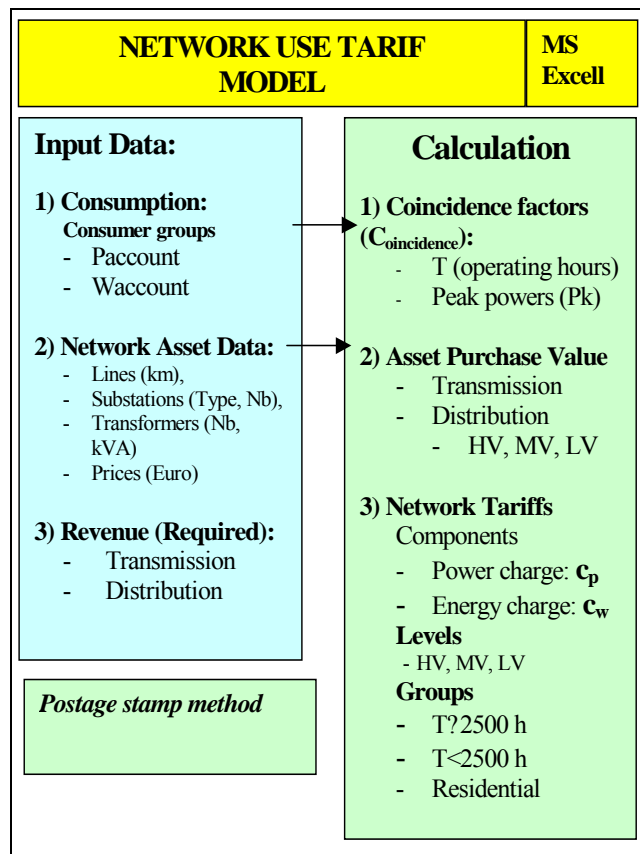 NETWORK USE TARIF
MODEL
MS
Excell
Input Data:
1) Consumption:
Consumer groups
- Paccount
- Waccount
2) Network Asset Data:
- Lines (km),
- Substations (Type, Nb),
- Transformers (Nb,
kVA)
- Prices (Euro)
3) Revenue (Required):
- Transmission
- Distribution
Postage stamp method
Calculation
1) Coincidence factors
(Coincidence):
- T (operating hours)
- Peak powers (Pk)
2) Asset Purchase Value
- Transmission
- Distribution
- HV, MV, LV
3) Network Tariffs
Components
- Power charge: cp
- Energy charge: cw
Levels
- HV, MV, LV
Groups
- T?2500 h
- T<2500 h
- Residential